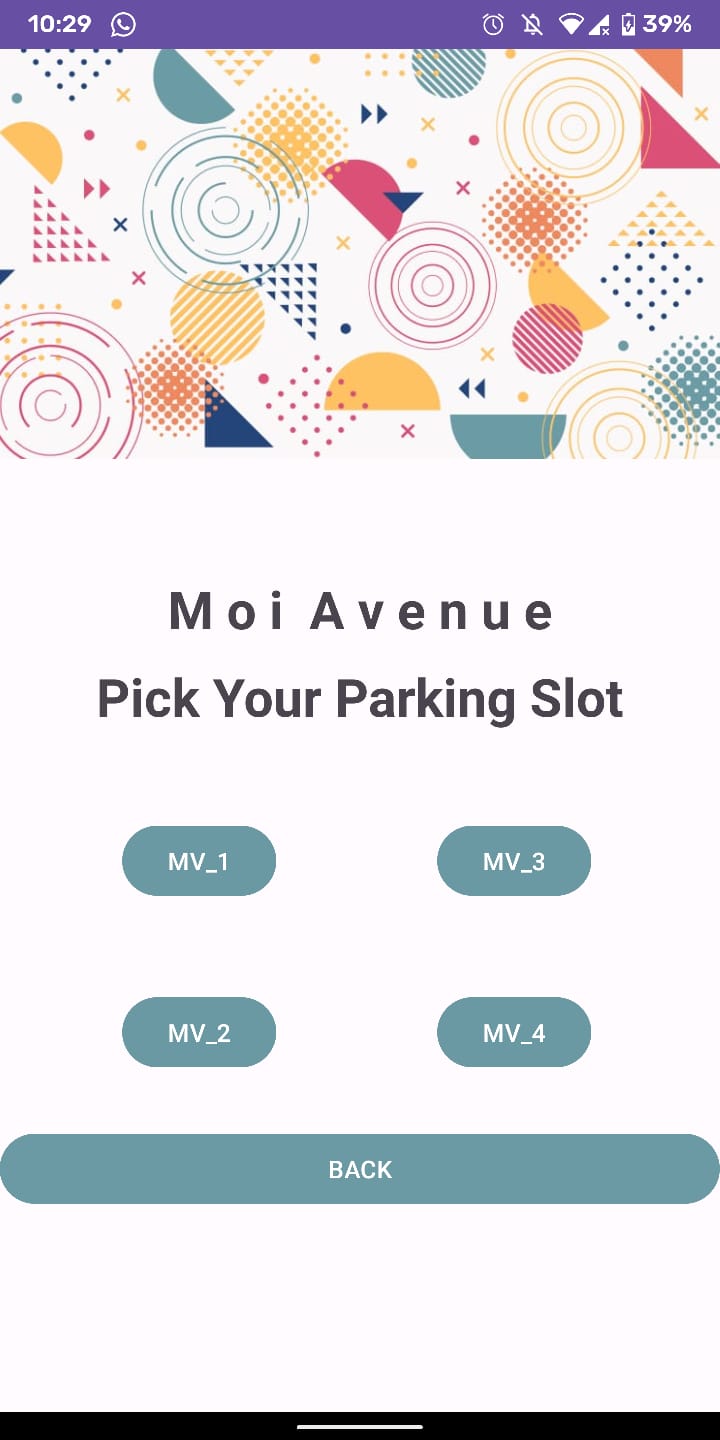 10:29 39%
M o i A v e n u e
Pick Your Parking Slot
MV_1 MV_3
MV_2 MV_4
BACK